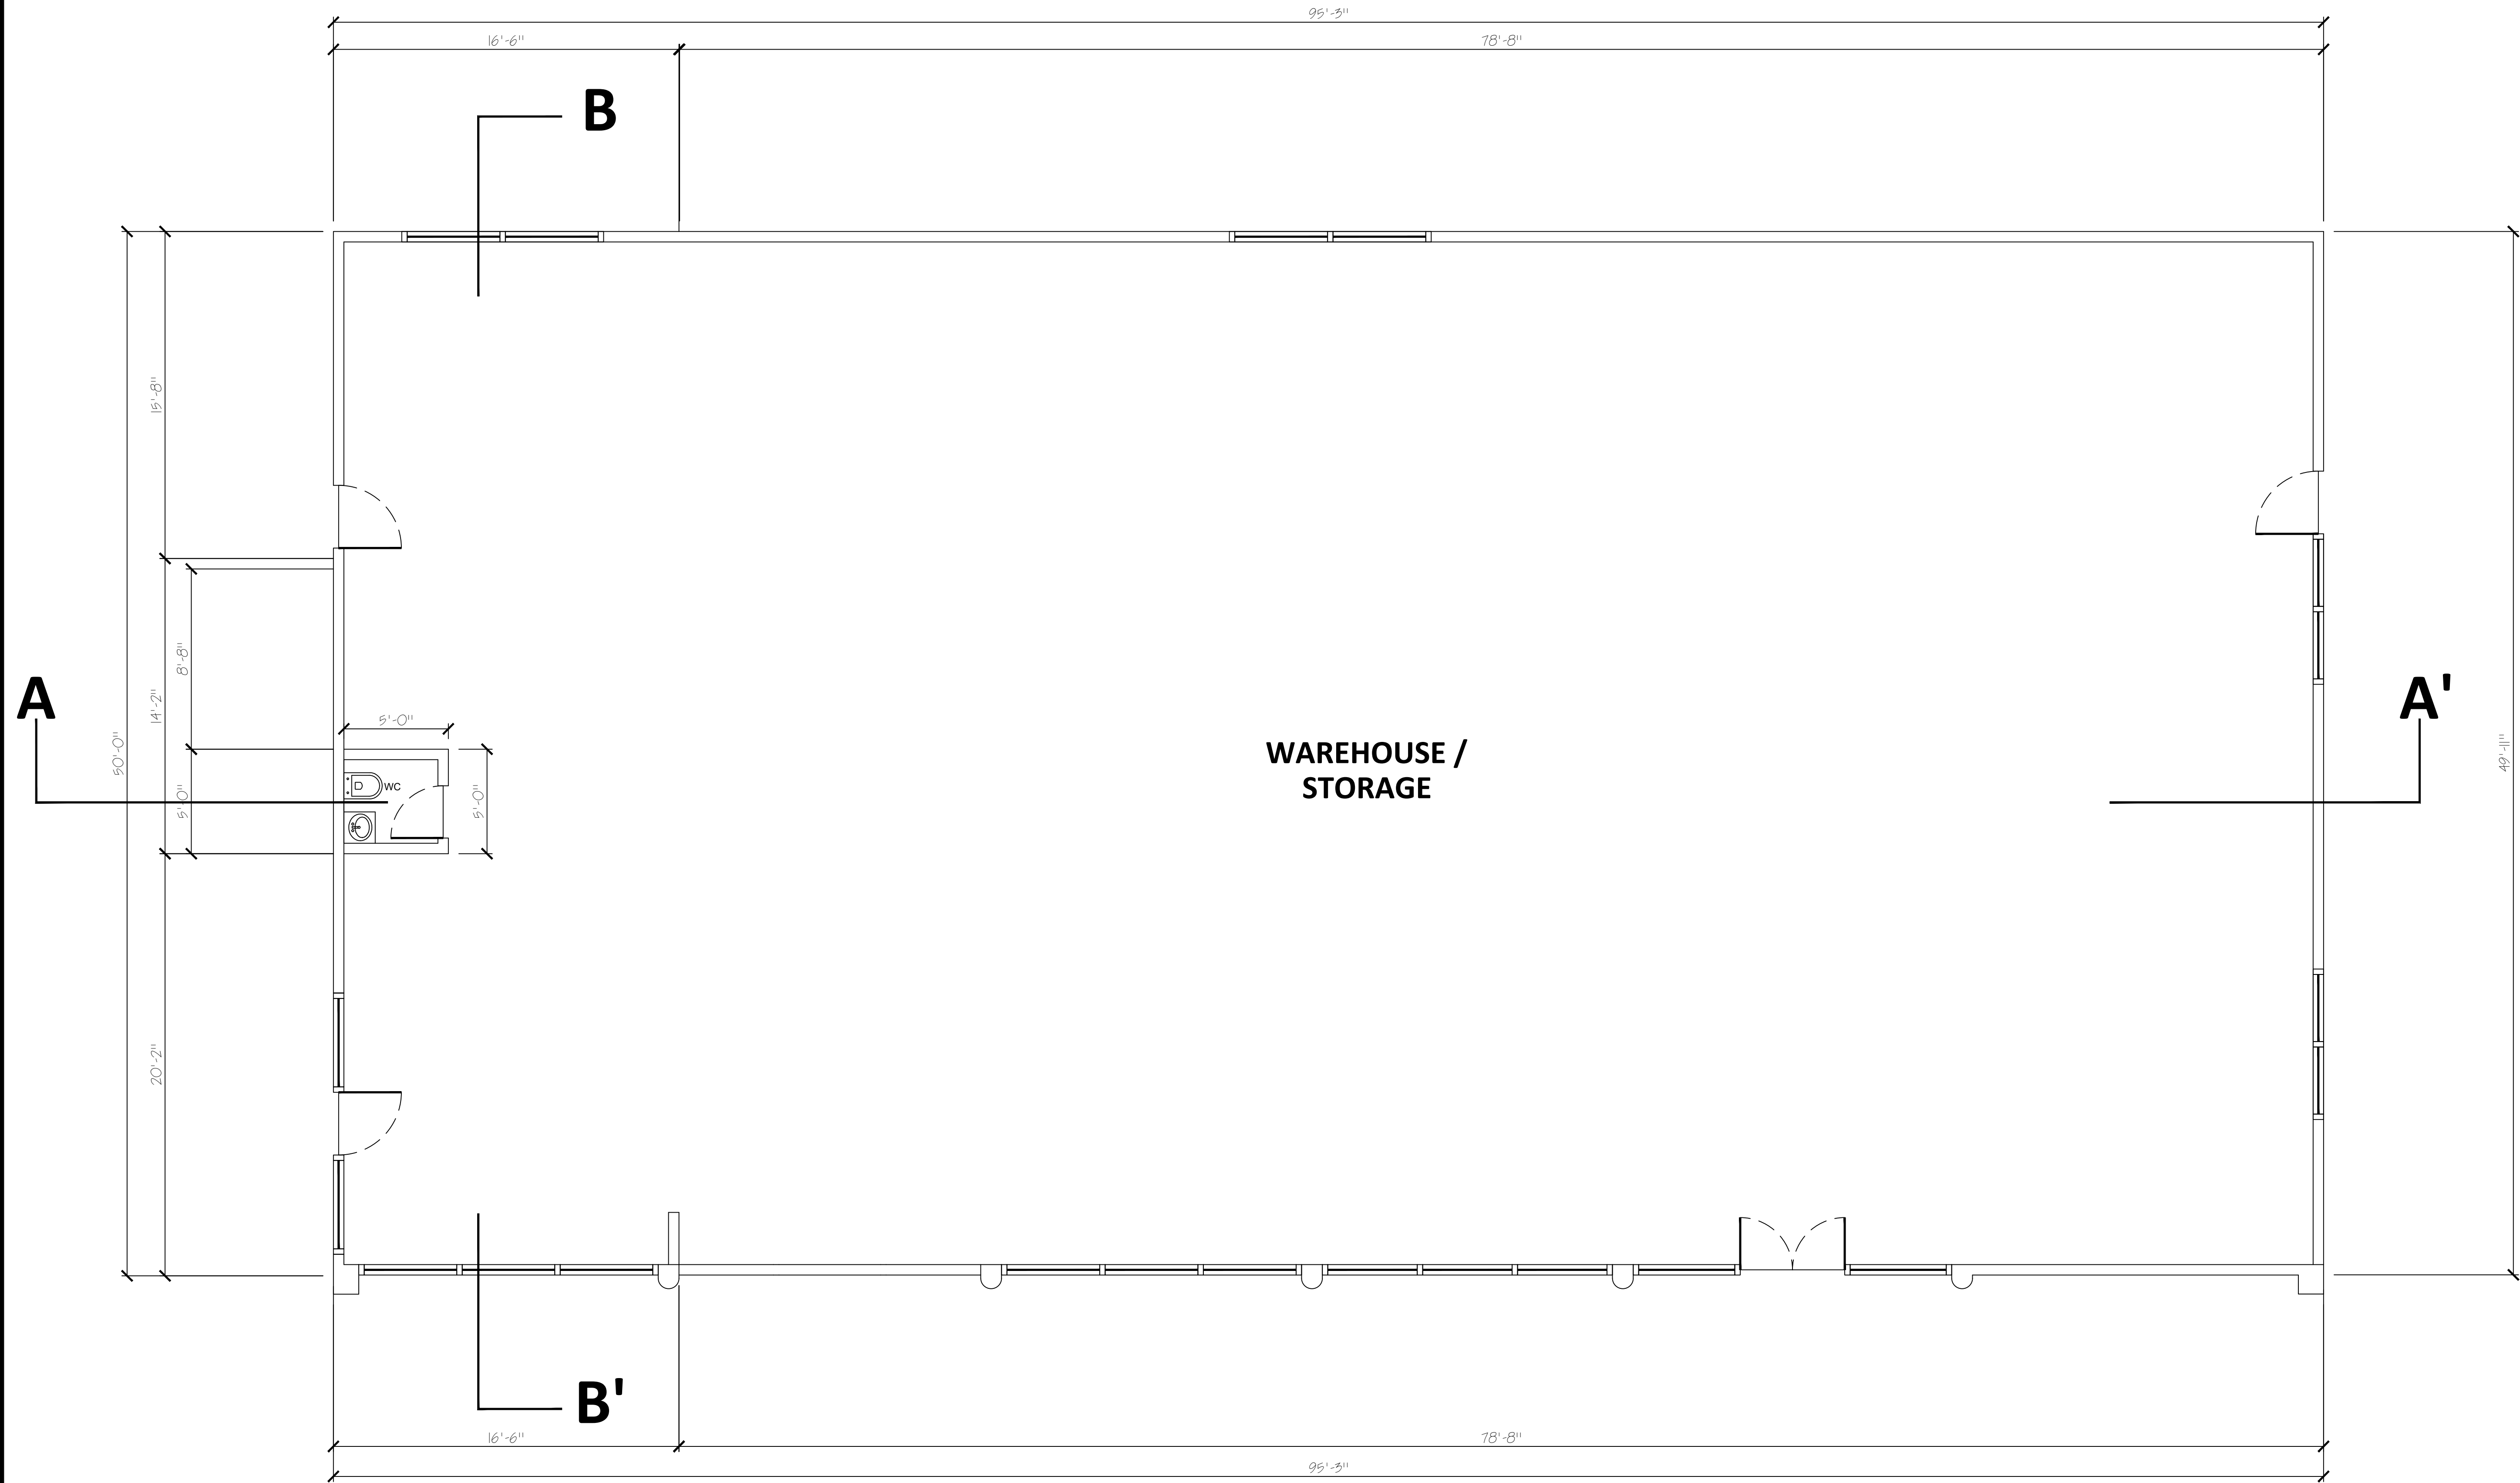 95'-3"
16'-6"
78'-8"
B
15'-8"
8'-8"
14'-2"
50'-0"
5'-0"
20'-2"
A
5'-0"
WC
5'-0"
WAREHOUSE /
STORAGE
A'
49'-11"
B'
16'-6"
78'-8"
95'-3"